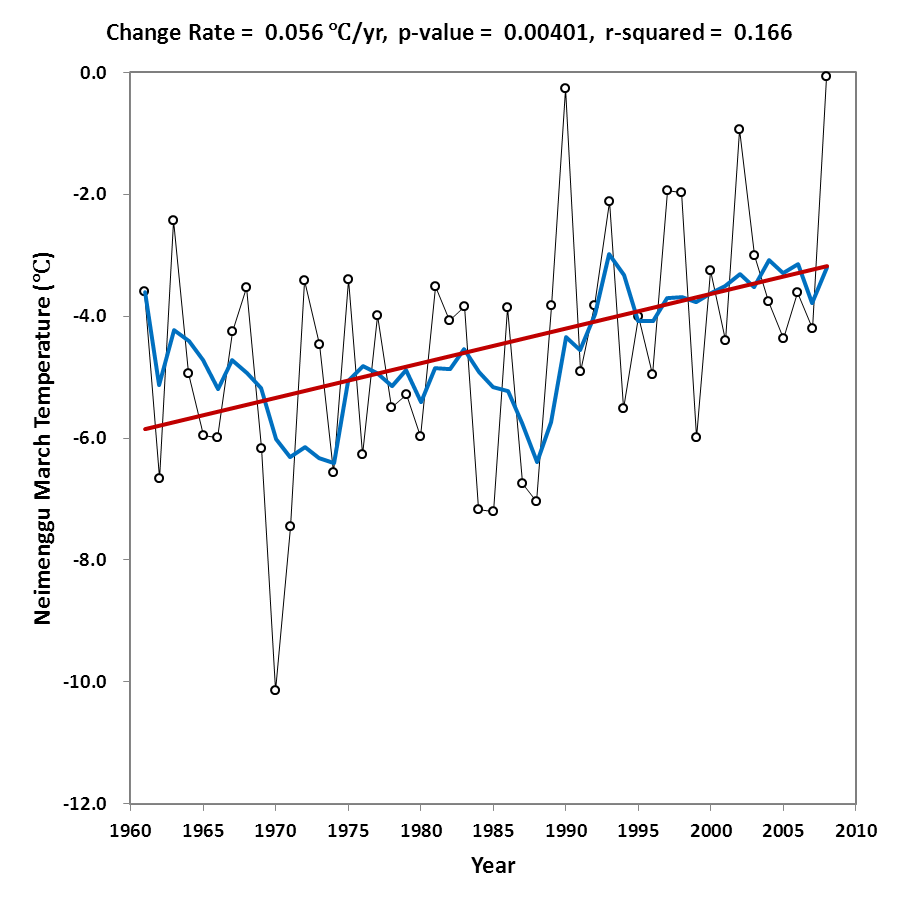 Change Rate = 0.056 ℃/yr, p-value = 0.00401, r-squared = 0.166
0.0
-2.0
-4.0
-6.0
-8.0
-10.0
-12.0
Neimenggu March Temperature (℃)
1960 1965 1970 1975 1980 1985 1990 1995 2000 2005 2010
Year